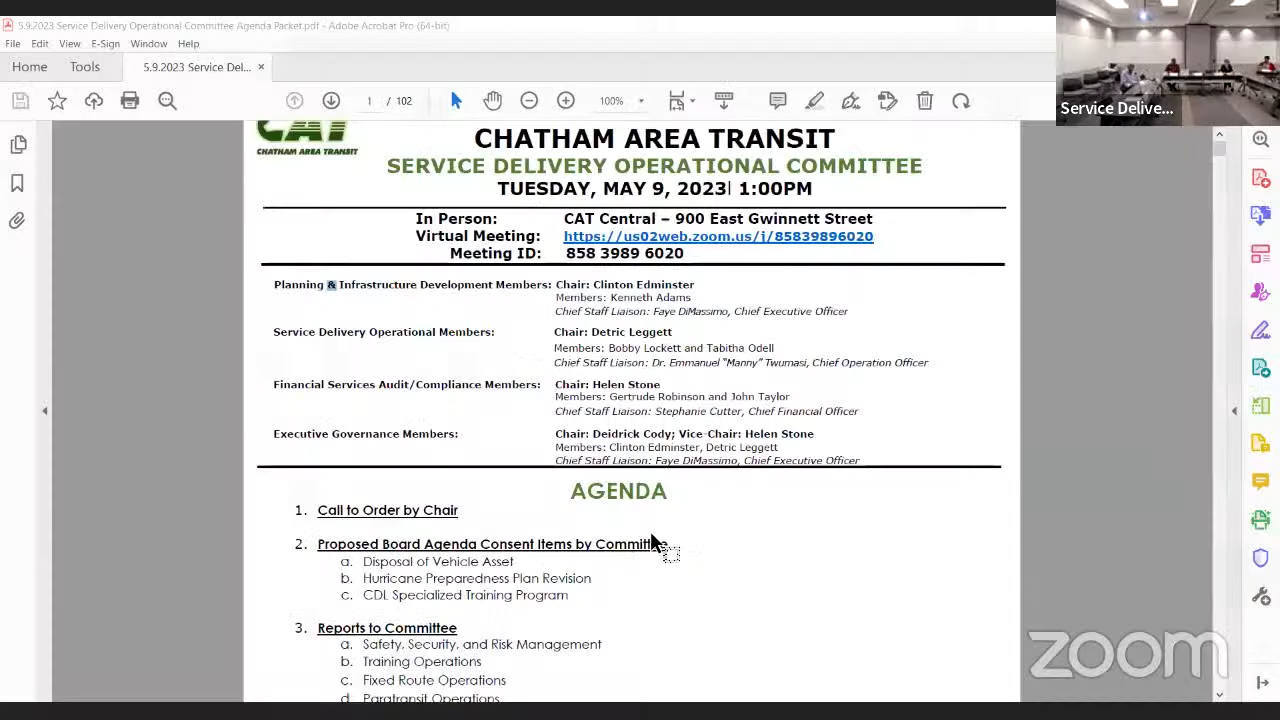 5.9.2023 Service Delivery Operational Committee Agenda Packet.pdf - Adobe Acrobat Pro (64-bit)
File Edit View E-Sign Window Help
Home Tools 5.9.2023 Service Del... ×
1 / 102 100%
Service Delive...
CAT
CHATHAM AREA TRANSIT
CHATHAM AREA TRANSIT
SERVICE DELIVERY OPERATIONAL COMMITTEE
TUESDAY, MAY 9, 2023| 1:00PM
In Person: CAT Central – 900 East Gwinnett Street
Virtual Meeting: https://us02web.zoom.us/j/85839896020
Meeting ID: 858 3989 6020
Planning & Infrastructure Development Members: Chair: Clinton Edminster
Members: Kenneth Adams
Chief Staff Liaison: Faye DiMassimo, Chief Executive Officer
Service Delivery Operational Members: Chair: Detric Leggett
Members: Bobby Lockett and Tabitha Odell
Chief Staff Liaison: Dr. Emmanuel “Manny” Twumasi, Chief Operation Officer
Financial Services Audit/Compliance Members: Chair: Helen Stone
Members: Gertrude Robinson and John Taylor
Chief Staff Liaison: Stephanie Cutter, Chief Financial Officer
Executive Governance Members: Chair: Deidrick Cody; Vice-Chair: Helen Stone
Members: Clinton Edminster, Detric Leggett
Chief Staff Liaison: Faye DiMassimo, Chief Executive Officer
AGENDA
1. Call to Order by Chair
2. Proposed Board Agenda Consent Items by Committee
a. Disposal of Vehicle Asset
b. Hurricane Preparedness Plan Revision
c. CDL Specialized Training Program
3. Reports to Committee
a. Safety, Security, and Risk Management
b. Training Operations
c. Fixed Route Operations
d. Paratransit Operations
zoom